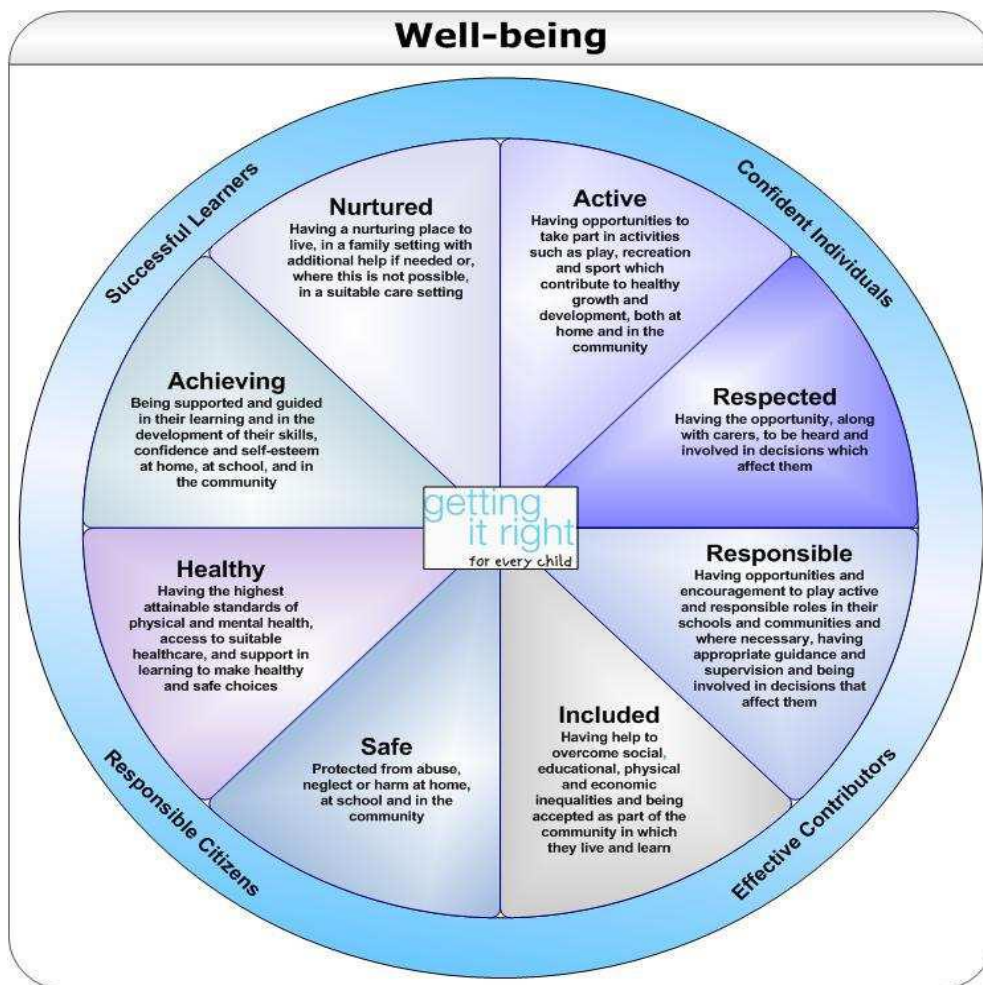 Well-being
Successful Learners
Confident Individuals
Nurtured
Having a nurturing place to
live, in a family setting with
additional help if needed or,
where this is not possible,
in a suitable care setting
Active
Having opportunities to
take part in activities
such as play, recreation
and sport which
contribute to healthy
growth and
development, both at
home and in the
community
Achieving
Being supported and guided
in their learning and in the
development of their skills,
confidence and self-esteem
at home, at school, and in
the community
Respected
Having the opportunity, along
with carers, to be heard and
involved in decisions which
affect them
getting
it right
for every child
Healthy
Having the highest
attainable standards of
physical and mental health,
access to suitable
healthcare, and support in
learning to make healthy
and safe choices
Responsible
Having opportunities and
encouragement to play active
and responsible roles in their
schools and communities and
where necessary, having
appropriate guidance and
supervision and being
involved in decisions that
affect them
Safe
Protected from abuse,
neglect or harm at home,
at school and in the
community
Included
Having help to
overcome social,
educational, physical
and economic
inequalities and being
accepted as part of the
community in which
they live and learn
Responsible Citizens
Effective Contributors